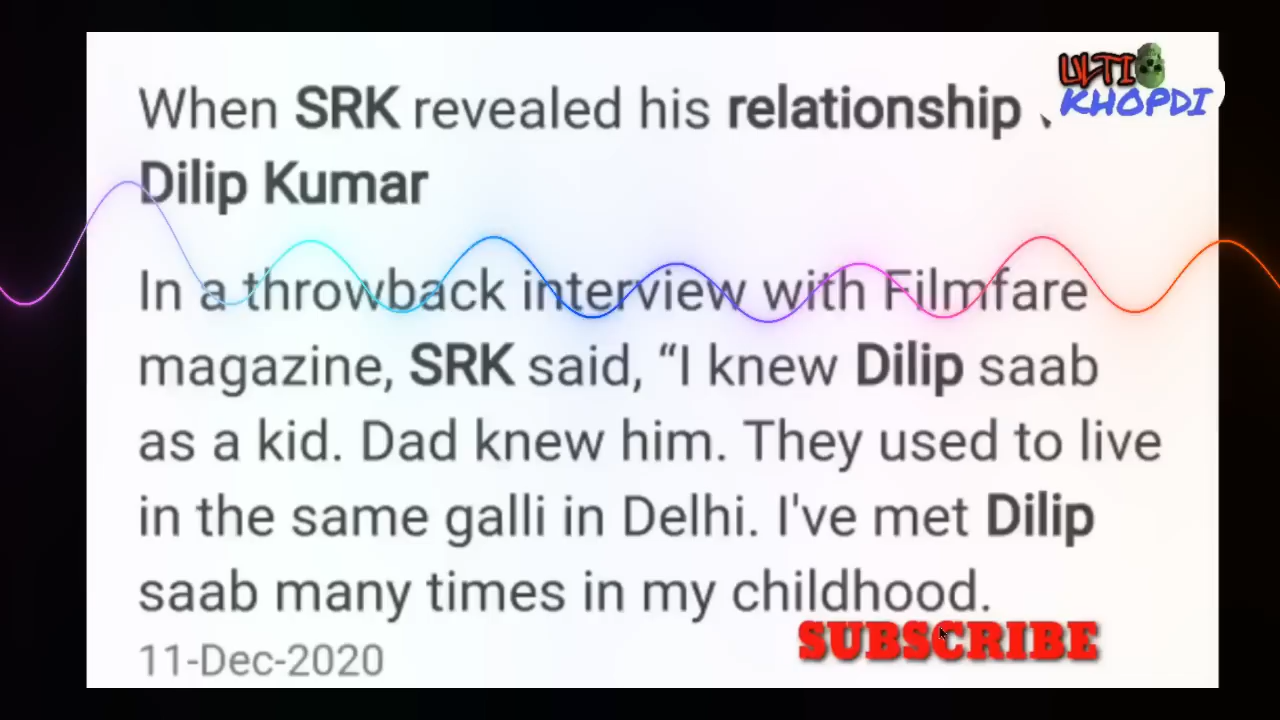 ULTI
KHOPDI
When SRK revealed his relationship
Dilip Kumar
In a throwback interview with Filmfare
magazine, SRK said, “I knew Dilip saab
as a kid. Dad knew him. They used to live
in the same galli in Delhi. I've met Dilip
saab many times in my childhood.
SUBSCRIBE
11-Dec-2020